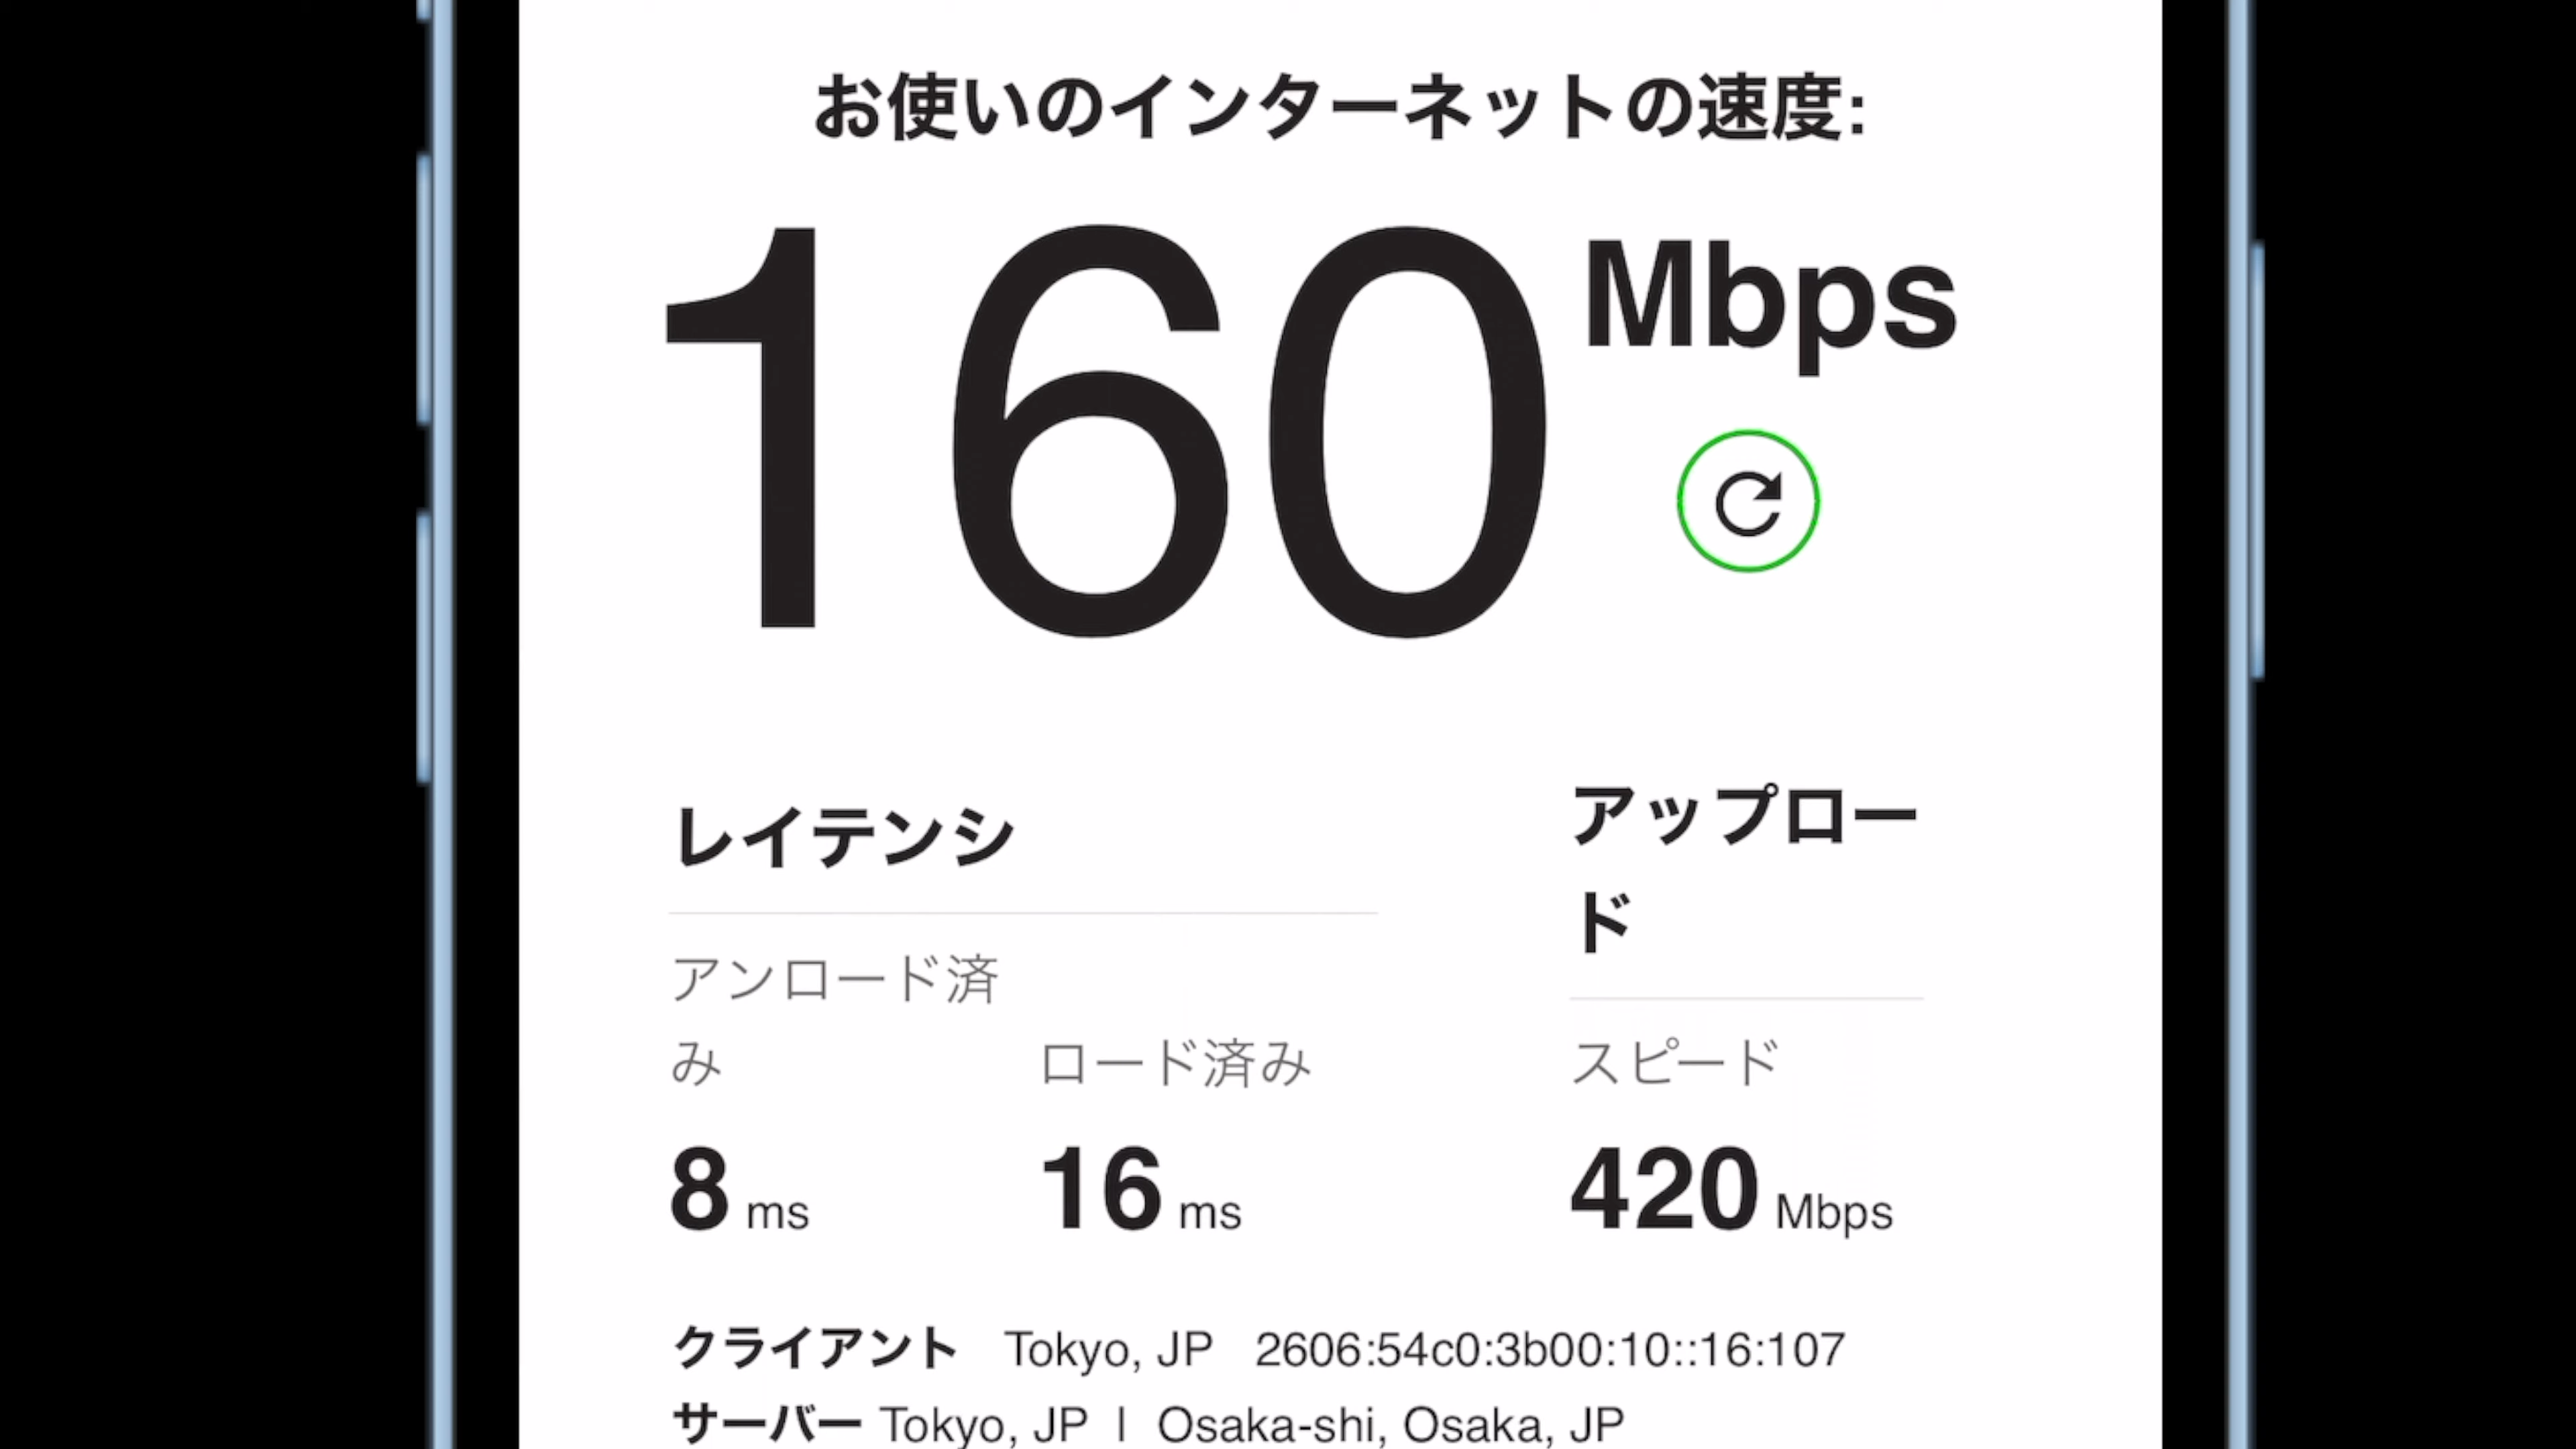 お使いのインターネットの速度:
160 Mbps
レイテンシ
アンロード済
み
8 ms
ロード済み
16 ms
アップロー
ド
スピード
420 Mbps
クライアント Tokyo, JP 2606:54c0:3b00:10::16:107
サーバー Tokyo, JP | Osaka-shi, Osaka, JP